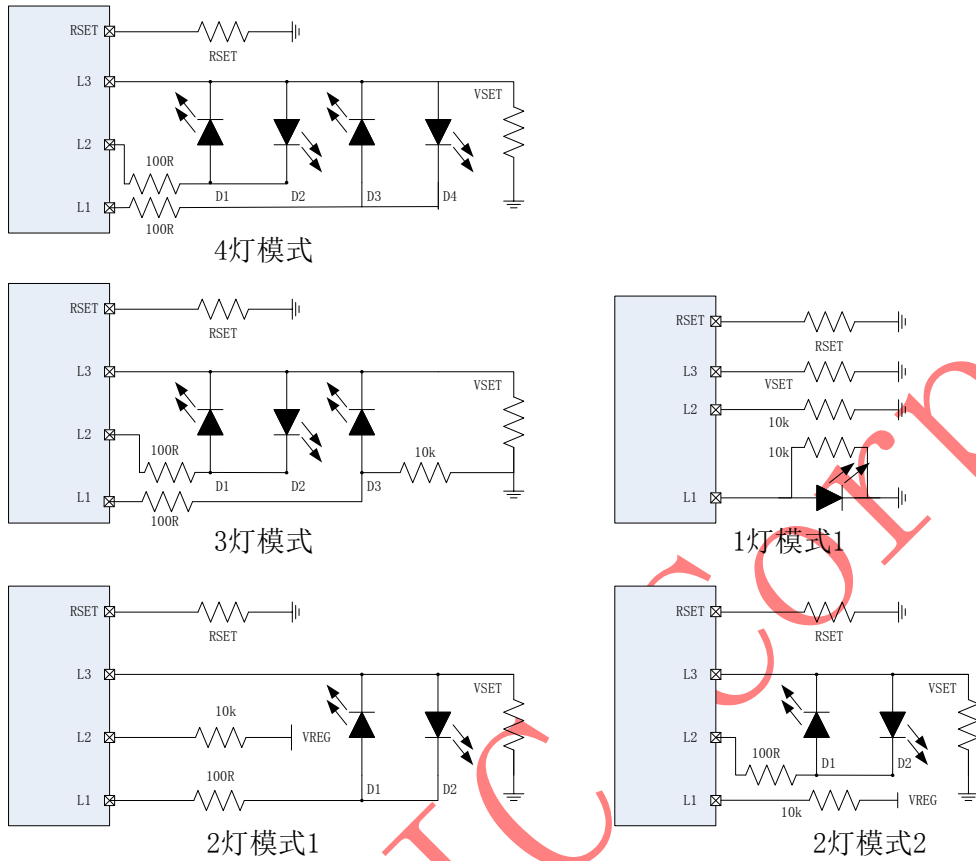 RSET
RSET
L3
VSET
L2
100R
D1
D2
D3
D4
L1
100R
4灯模式
RSET
RSET
L3
VSET
L2
100R
10k
D1
D2
D3
L1
100R
3灯模式
RSET
RSET
L3
VSET
L2
10k
10k
L1
1灯模式1
RSET
RSET
L3
VSET
10k
L2
VREG
100R
D1
D2
L1
2灯模式1
RSET
RSET
L3
VSET
L2
100R
D1
D2
L1
10k
VREG
2灯模式2
IC Corp